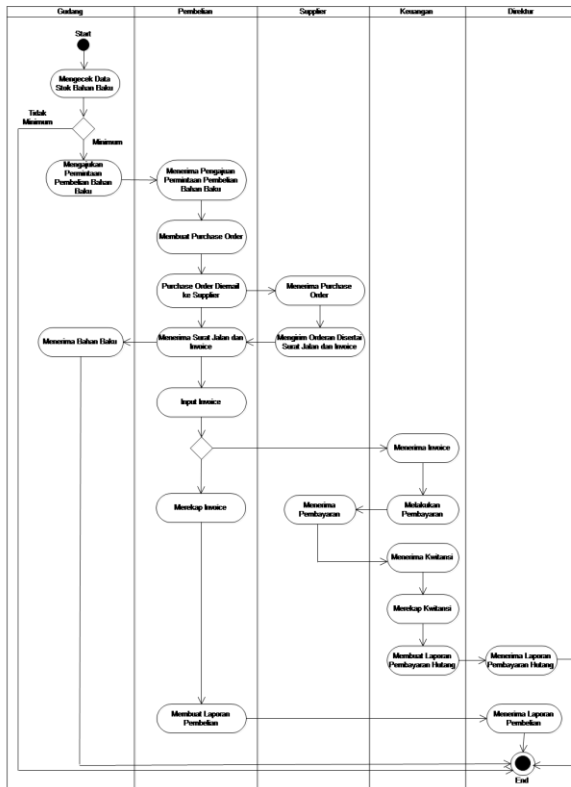 Gudang
Pembelian
Supplier
Keuangan
Direktur
Start
Mengecek Data
Stok Bahan Baku
Tidak
Minimum
Minimum
Mengajukan
Permintaan
Pembelian Bahan
Baku
Menerima Pengajuan
Permintaan Pembelian
Bahan Baku
Membuat Purchase Order
Purchase Order Diemail
ke Supplier
Menerima Purchase
Order
Menerima Bahan Baku
Menerima Surat Jalan dan
Invoice
Mengirim Orderan Disertai
Surat Jalan dan Invoice
Input Invoice
Menerima Invoice
Merekap Invoice
Menerima
Pembayaran
Melakukan
Pembayaran
Menerima Kwitansi
Merekap Kwitansi
Membuat Laporan
Pembayaran Hutang
Menerima Laporan
Pembayaran Hutang
Membuat Laporan
Pembelian
Menerima Laporan
Pembelian
End